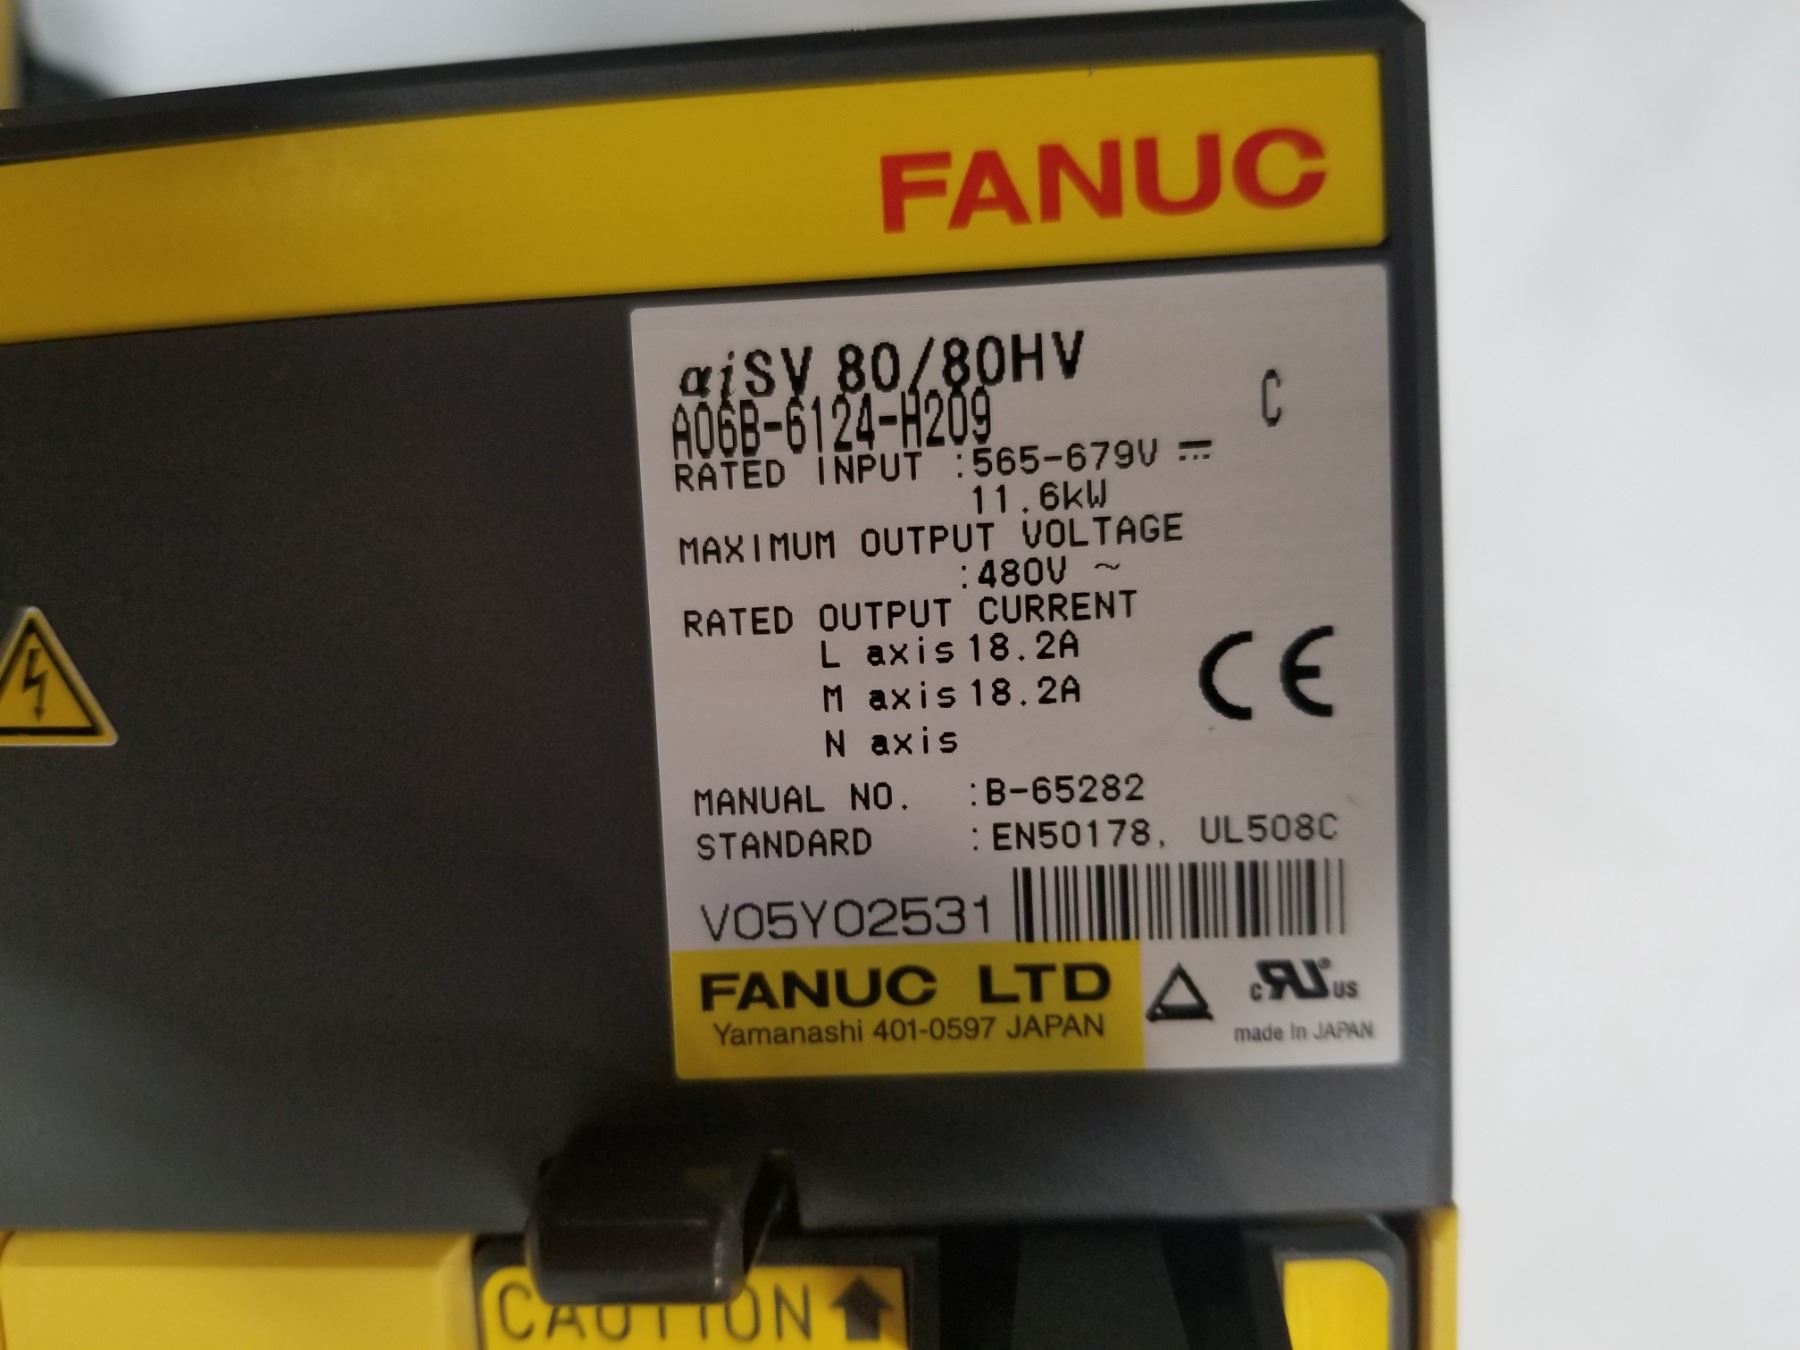 FANUC
αiSV 80/80HV
A06B-6124-H209
C
RATED INPUT :565-679V ⎓
11.6kW
MAXIMUM OUTPUT VOLTAGE
:480V ~
RATED OUTPUT CURRENT
L axis 18.2A
M axis 18.2A
N axis
CE
MANUAL NO. :B-65282
STANDARD :EN50178, UL508C
V05Y02531
FANUC LTD
Yamanashi 401-0597 JAPAN
c RU ® US
made In JAPAN
CAUTION